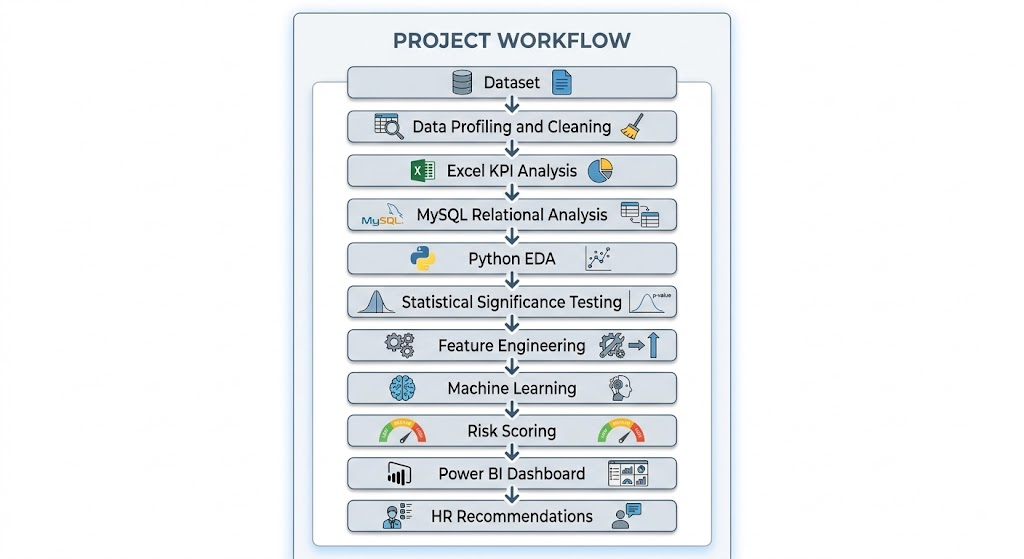 PROJECT WORKFLOW
Dataset
Data Profiling and Cleaning
Excel KPI Analysis
MySQL MySQL Relational Analysis
Python EDA
Statistical Significance Testing p-value
Feature Engineering
Machine Learning
Risk Scoring
Power BI Dashboard
HR Recommendations